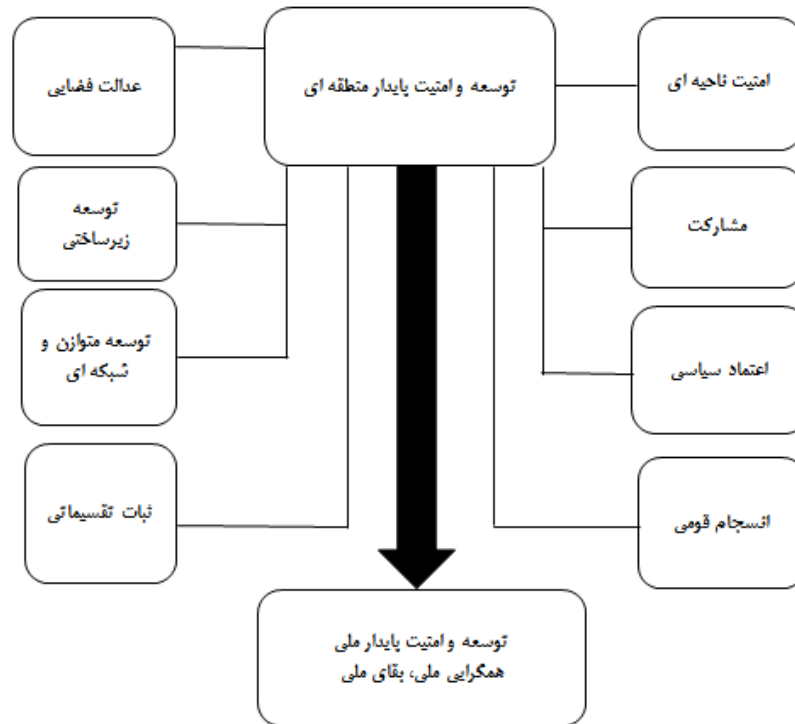 توسعه و امنیت پایدار منطقه ای
امنیت ناحیه ای
عدالت فضایی
مشارکت
توسعه
زیرساختی
اعتماد سیاسی
توسعه متوازن و
شبکه ای
انسجام قومی
ثبات تقسیماتی
توسعه و امنیت پایدار ملی
همگرایی ملی، بقای ملی